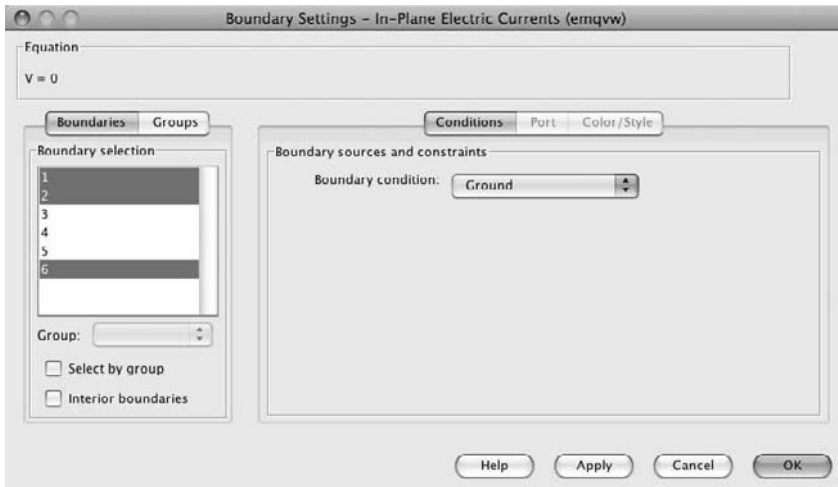 Boundary Settings – In-Plane Electric Currents (emqvw)
Equation
V = 0
Boundaries Groups
Conditions Port Color/Style
Boundary selection
Boundary sources and constraints
1
2
3
4
5
6
Boundary condition: Ground
Group:
Select by group
Interior boundaries
Help Apply Cancel OK